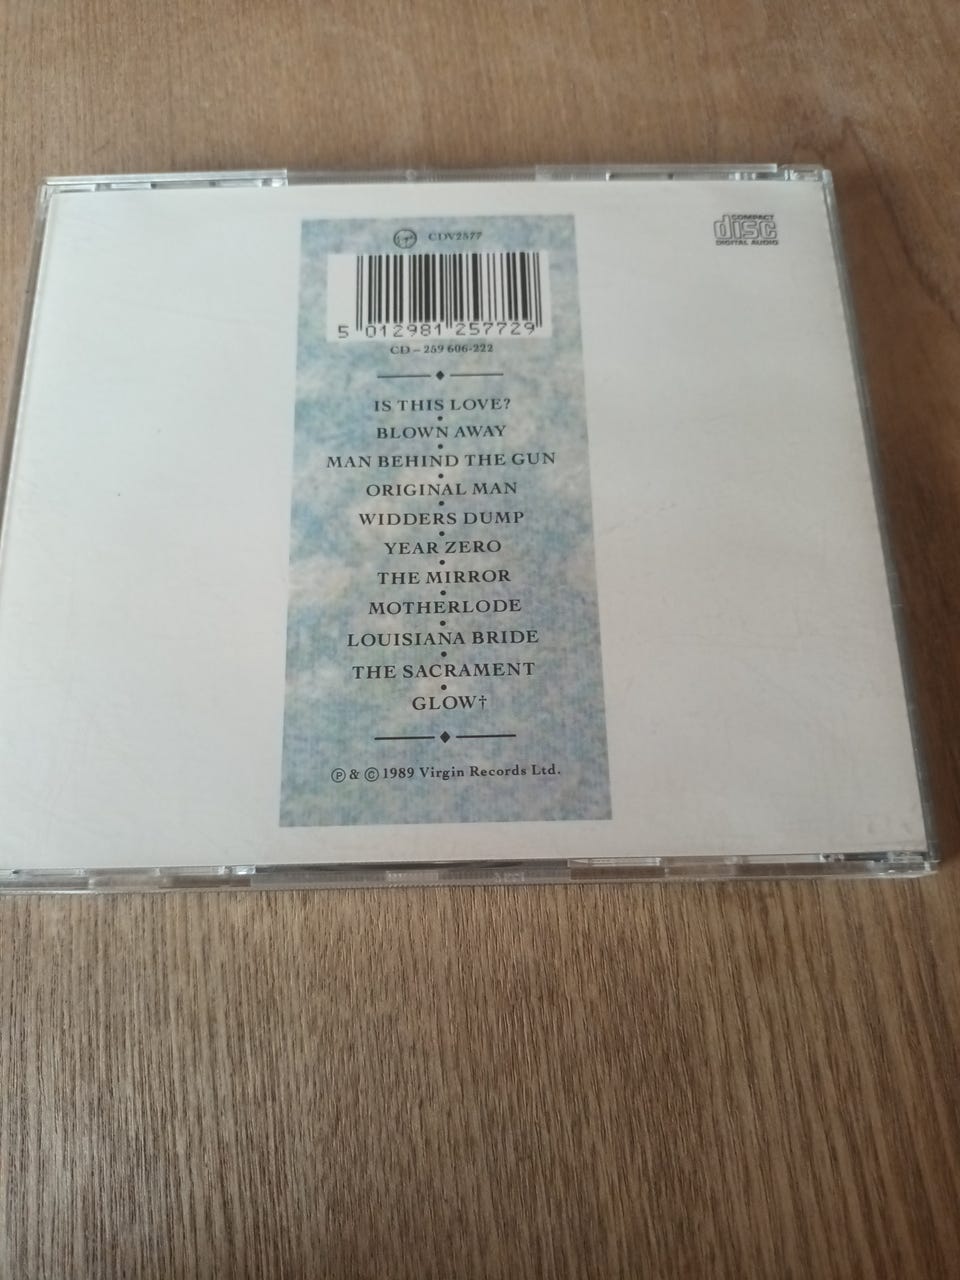 CDV2577
COMPACT
disc
DIGITAL AUDIO
5 012981 257729
CD – 259 606-222
IS THIS LOVE?
•
BLOWN AWAY
•
MAN BEHIND THE GUN
•
ORIGINAL MAN
•
WIDDERS DUMP
•
YEAR ZERO
•
THE MIRROR
•
MOTHERLODE
•
LOUISIANA BRIDE
•
THE SACRAMENT
•
GLOW†
Ⓟ & © 1989 Virgin Records Ltd.